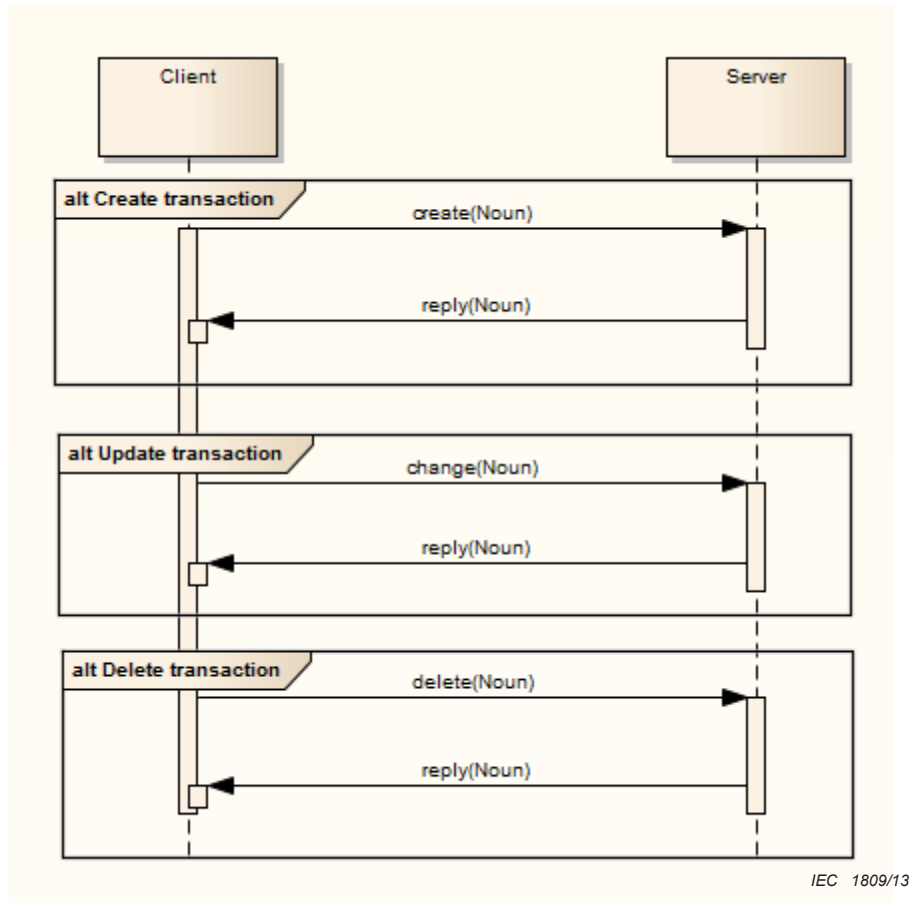 Client
Server
alt Create transaction
create(Noun)
reply(Noun)
alt Update transaction
change(Noun)
reply(Noun)
alt Delete transaction
delete(Noun)
reply(Noun)
IEC 1809/13